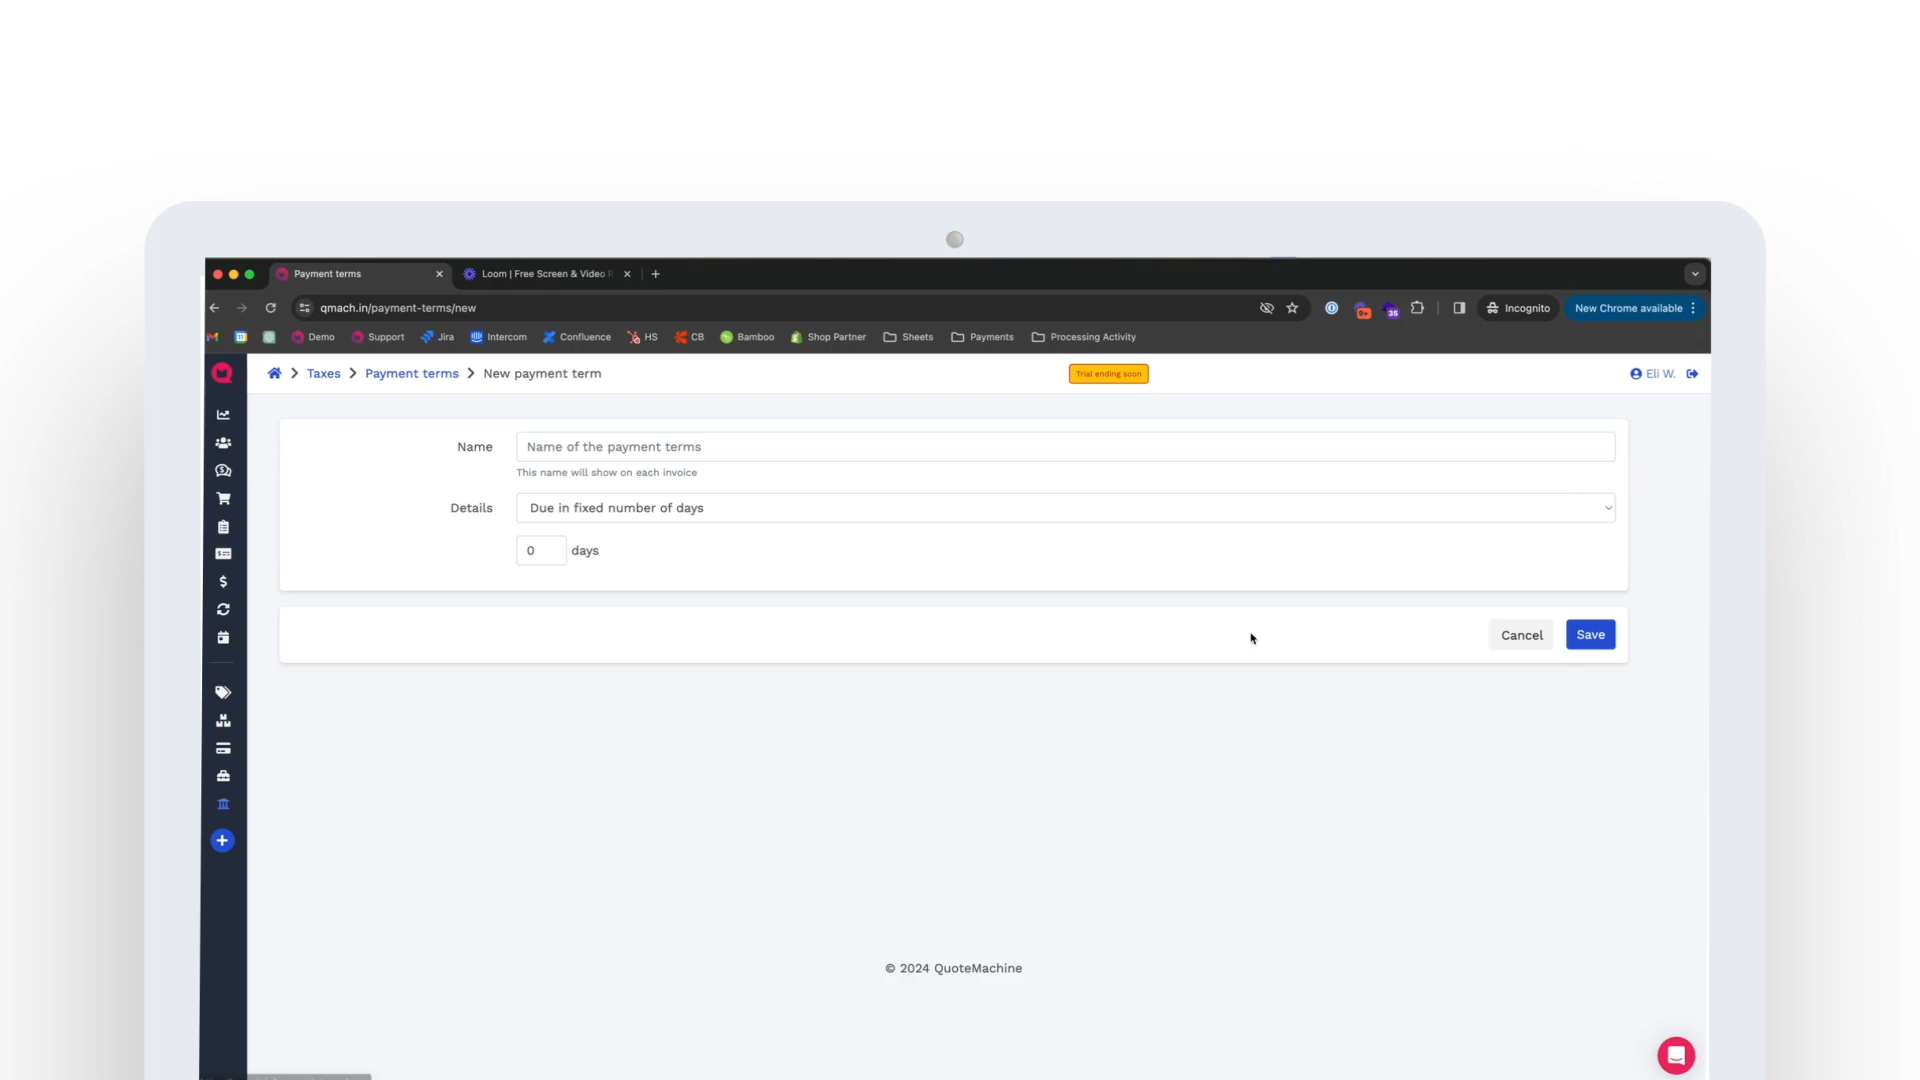 Payment terms
Loom | Free Screen & Video R
qmach.in/payment-terms/new
9+
35
Incognito
New Chrome available
Demo
Support
Jira
Intercom
Confluence
HS
CB
Bamboo
Shop Partner
Sheets
Payments
Processing Activity
Taxes
Payment terms
New payment term
Trial ending soon
Eli W.
Name
Name of the payment terms
This name will show on each invoice
Details
Due in fixed number of days
0 days
Cancel
Save
© 2024 QuoteMachine